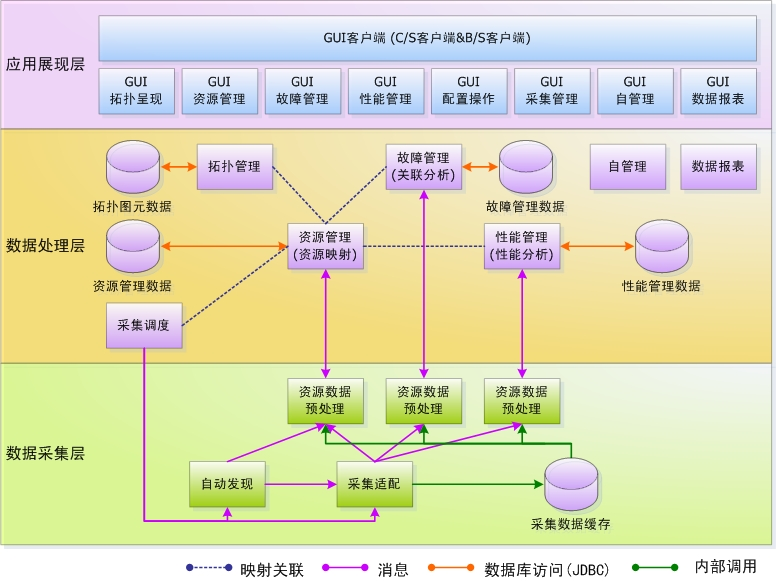 应用展现层
GUI客户端 (C/S客户端&B/S客户端)
GUI
拓扑呈现
GUI
资源管理
GUI
故障管理
GUI
性能管理
GUI
配置操作
GUI
采集管理
GUI
自管理
GUI
数据报表
数据处理层
拓扑图元数据
拓扑管理
故障管理
(关联分析)
故障管理数据
自管理
数据报表
资源管理数据
资源管理
(资源映射)
性能管理
(性能分析)
性能管理数据
采集调度
数据采集层
资源数据
预处理
资源数据
预处理
资源数据
预处理
自动发现
采集适配
采集数据缓存
映射关联
消息
数据库访问(JDBC)
内部调用